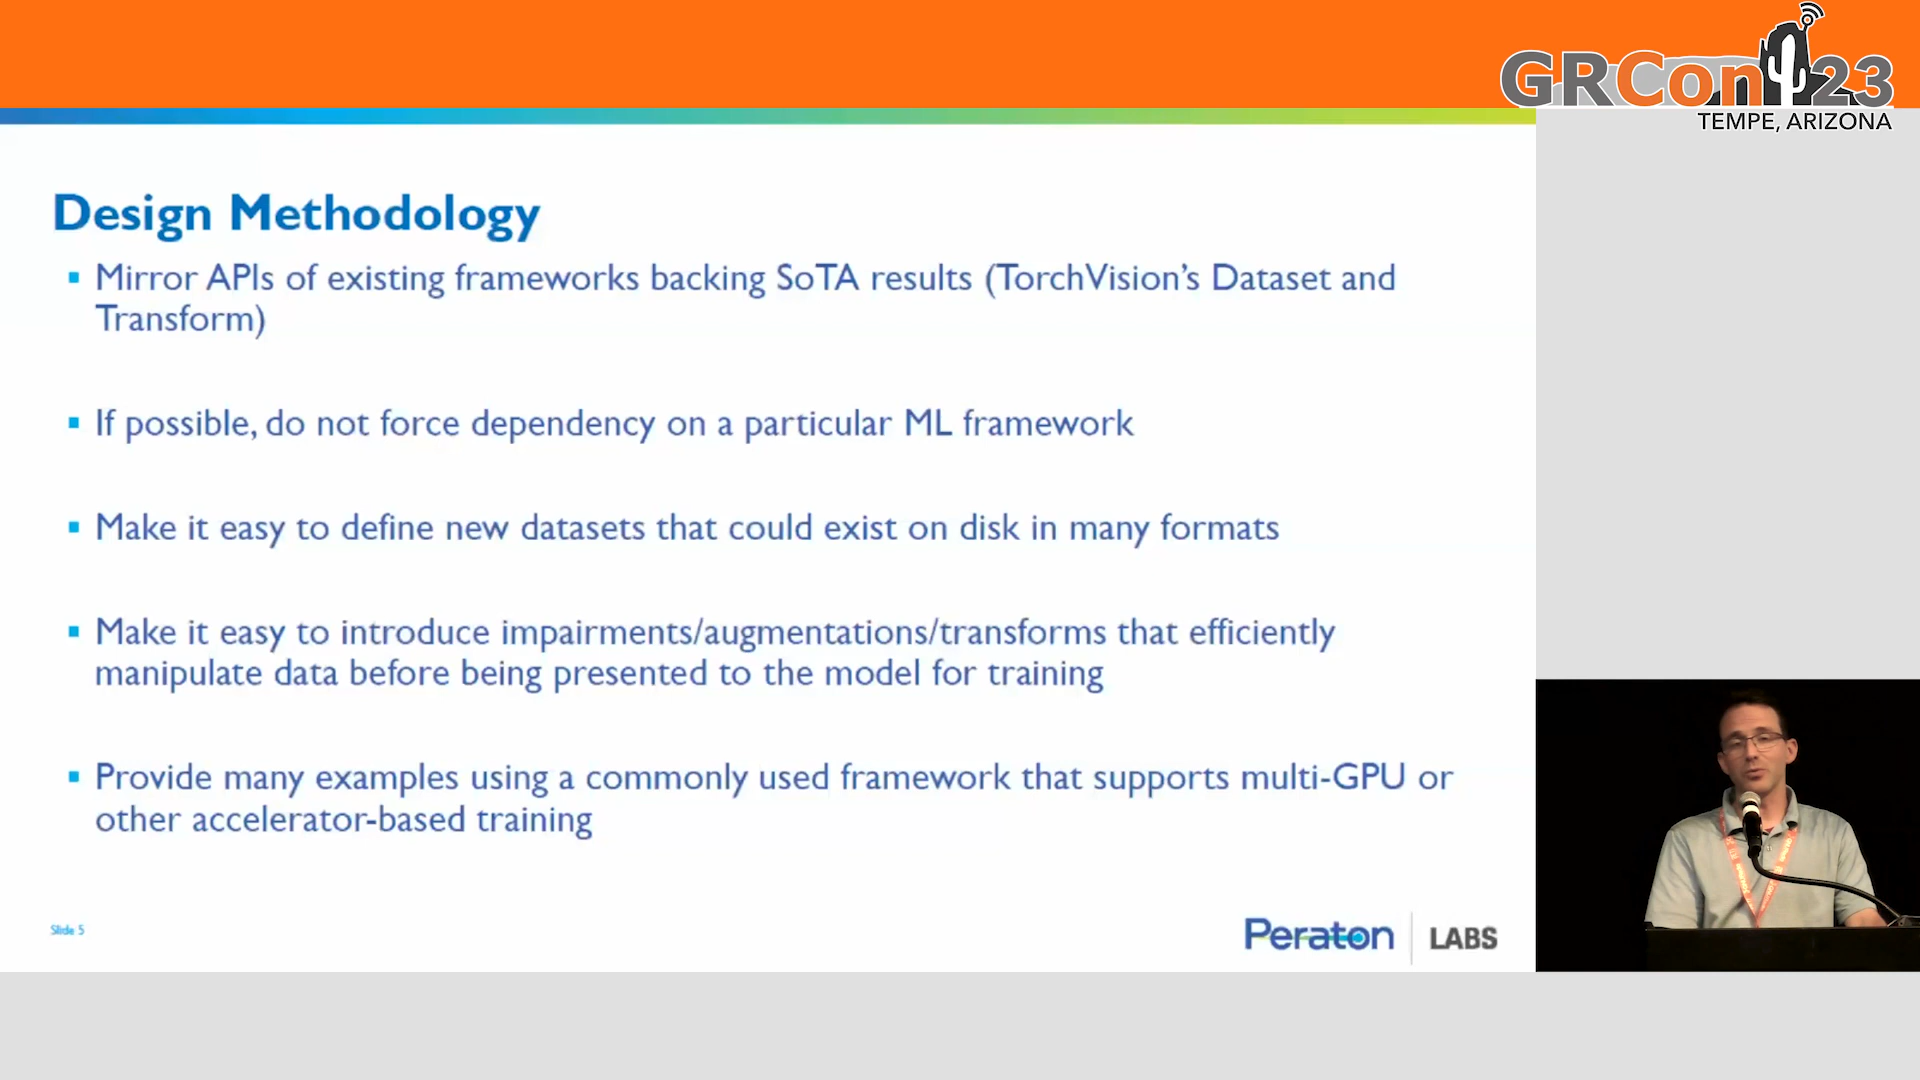 GRCon 23
TEMPE, ARIZONA
Design Methodology
▪ Mirror APIs of existing frameworks backing SoTA results (TorchVision’s Dataset and
Transform)
▪ If possible, do not force dependency on a particular ML framework
▪ Make it easy to define new datasets that could exist on disk in many formats
▪ Make it easy to introduce impairments/augmentations/transforms that efficiently
manipulate data before being presented to the model for training
▪ Provide many examples using a commonly used framework that supports multi-GPU or
other accelerator-based training
Slide 5
Peraton LABS